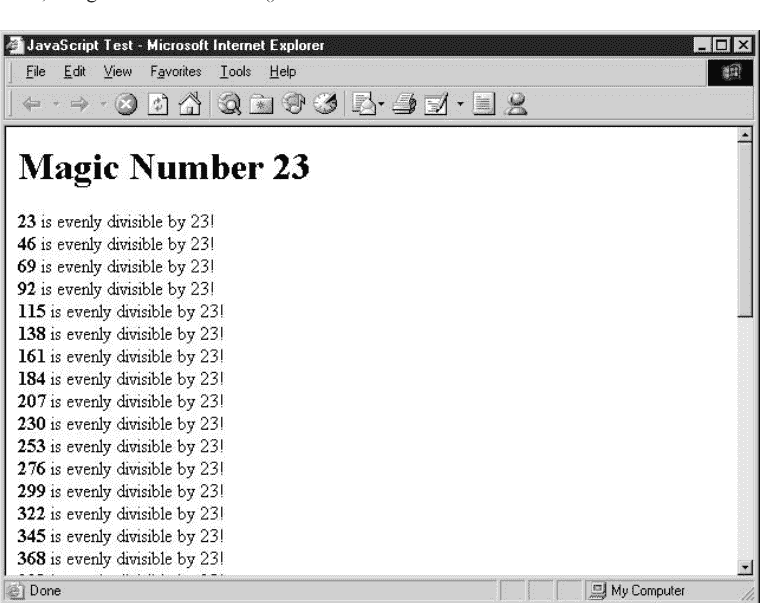 JavaScript Test - Microsoft Internet Explorer
File Edit View Favorites Tools Help
Magic Number 23
23 is evenly divisible by 23!
46 is evenly divisible by 23!
69 is evenly divisible by 23!
92 is evenly divisible by 23!
115 is evenly divisible by 23!
138 is evenly divisible by 23!
161 is evenly divisible by 23!
184 is evenly divisible by 23!
207 is evenly divisible by 23!
230 is evenly divisible by 23!
253 is evenly divisible by 23!
276 is evenly divisible by 23!
299 is evenly divisible by 23!
322 is evenly divisible by 23!
345 is evenly divisible by 23!
368 is evenly divisible by 23!
Done My Computer